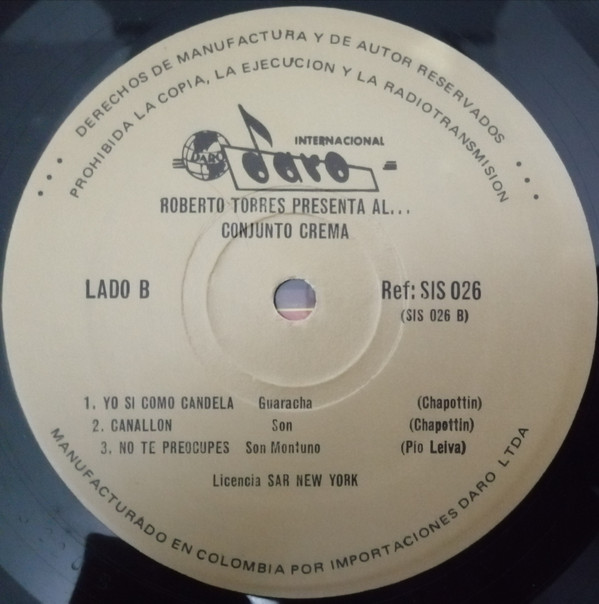 DERECHOS DE MANUFACTURA Y DE AUTOR RESERVADOS
PROHIBIDA LA COPIA, LA EJECUCION Y LA RADIOTRANSMISION
INTERNACIONAL
DARO daro
ROBERTO TORRES PRESENTA AL...
CONJUNTO CREMA
LADO B Ref: SIS 026
(SIS 026 B)
1. YO SI COMO CANDELA Guaracha (Chapottin)
2. CANALLON Son (Chapottin)
3. NO TE PREOCUPES Son Montuno (Pio Leiva)
Licencia SAR NEW YORK
MANUFACTURADO EN COLOMBIA POR IMPORTACIONES DARO LTDA